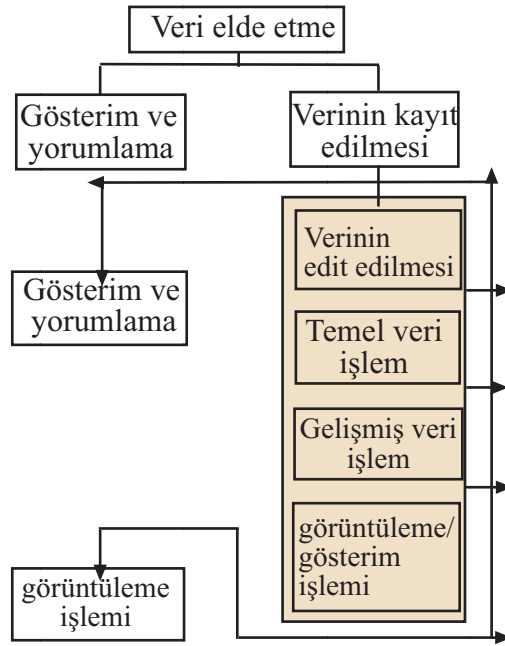 Veri elde etme
Gösterim ve
yorumlama
Verinin kayıt
edilmesi
Verinin
edit edilmesi
Gösterim ve
yorumlama
Temel veri
işlem
Gelişmiş veri
işlem
görüntüleme/
gösterim
işlemi
görüntüleme
işlemi